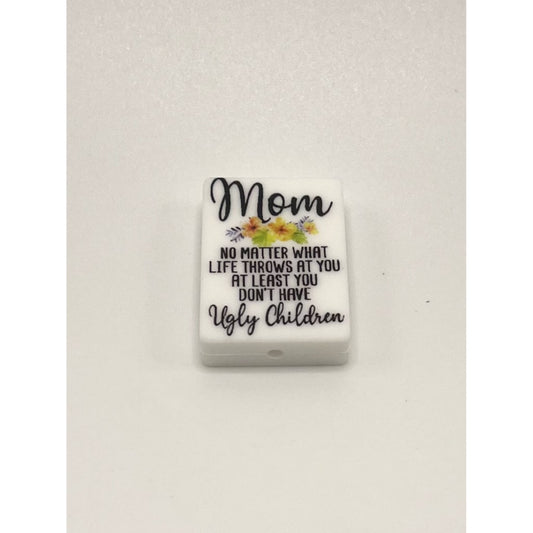 Mom
NO MATTER WHAT
LIFE THROWS AT YOU
AT LEAST YOU
DON'T HAVE
Ugly Children